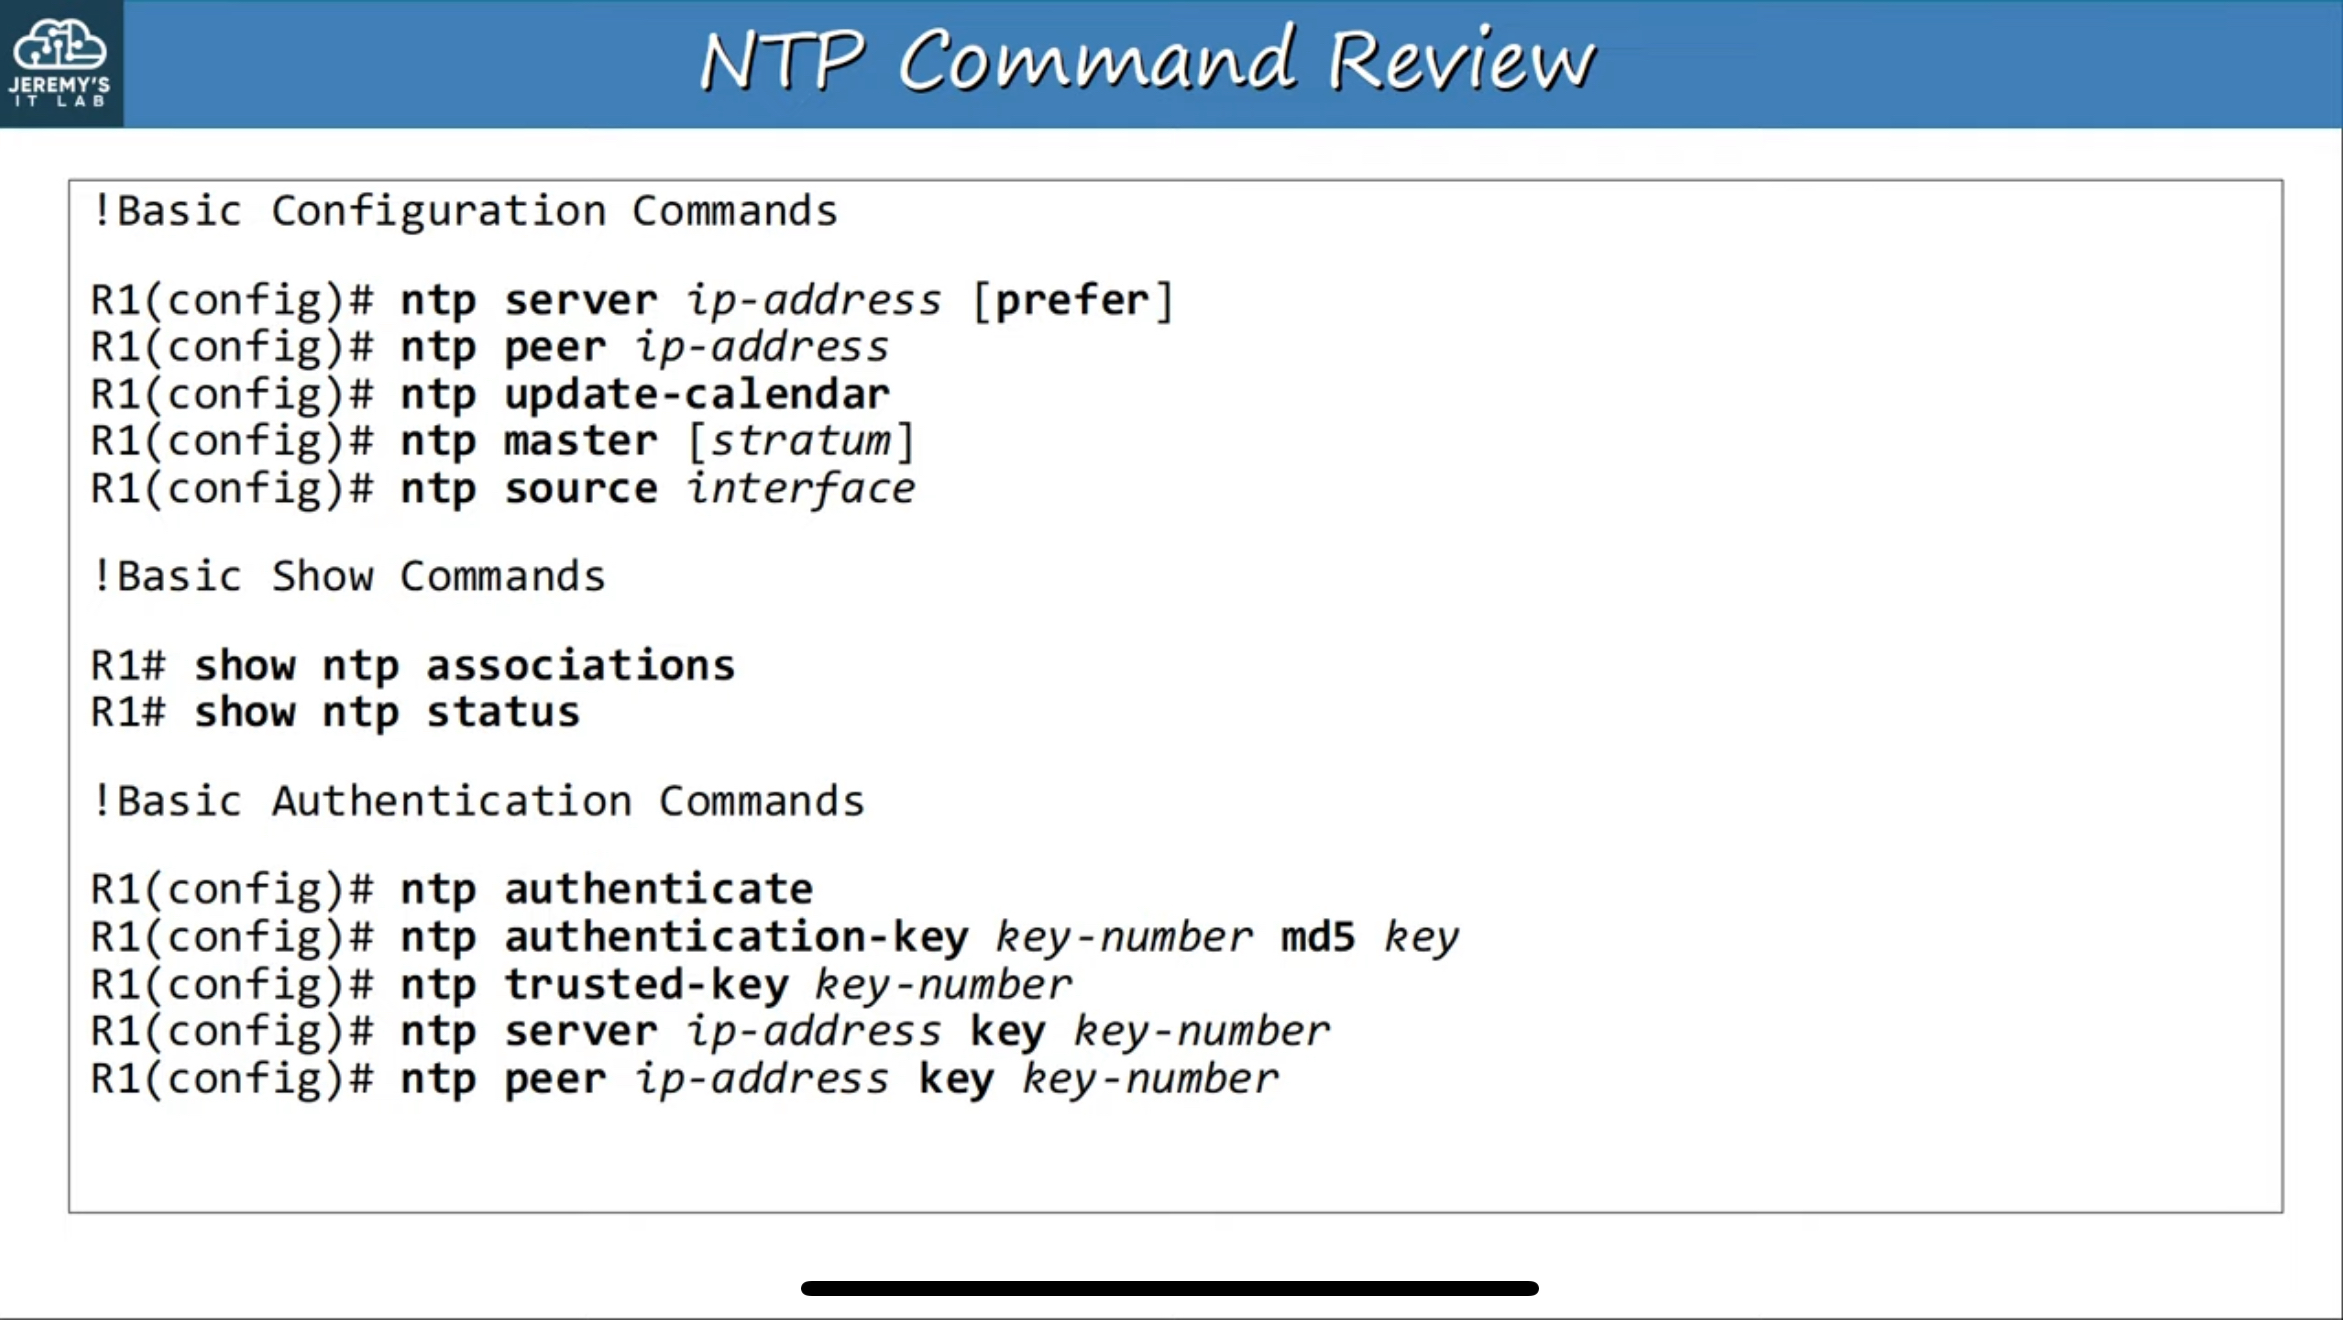 JEREMY'S
IT LAB
NTP Command Review
!Basic Configuration Commands
R1(config)# ntp server ip-address [prefer]
R1(config)# ntp peer ip-address
R1(config)# ntp update-calendar
R1(config)# ntp master [stratum]
R1(config)# ntp source interface
!Basic Show Commands
R1# show ntp associations
R1# show ntp status
!Basic Authentication Commands
R1(config)# ntp authenticate
R1(config)# ntp authentication-key key-number md5 key
R1(config)# ntp trusted-key key-number
R1(config)# ntp server ip-address key key-number
R1(config)# ntp peer ip-address key key-number